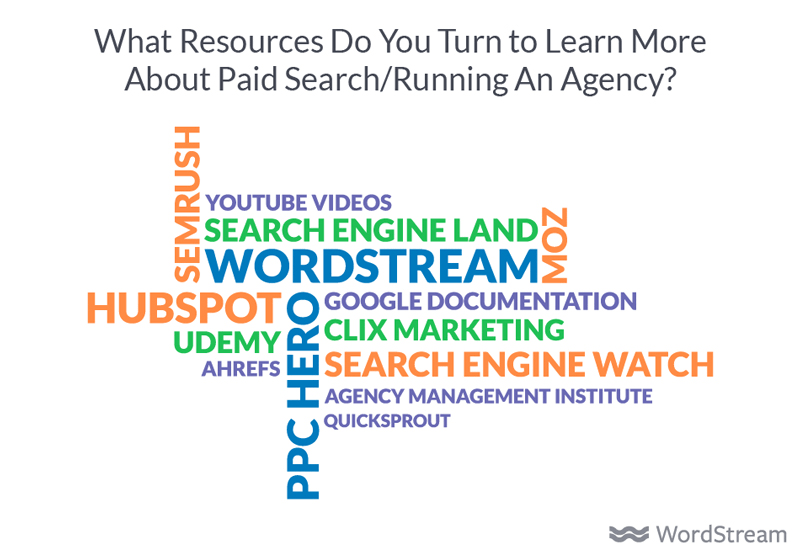 What Resources Do You Turn to Learn More
About Paid Search/Running An Agency?
SEMRUSH
YOUTUBE VIDEOS
SEARCH ENGINE LAND
MOZ
WORDSTREAM
HUBSPOT
PPC HERO
GOOGLE DOCUMENTATION
UDEMY
CLIX MARKETING
AHREFS
SEARCH ENGINE WATCH
AGENCY MANAGEMENT INSTITUTE
QUICKSPROUT
WordStream